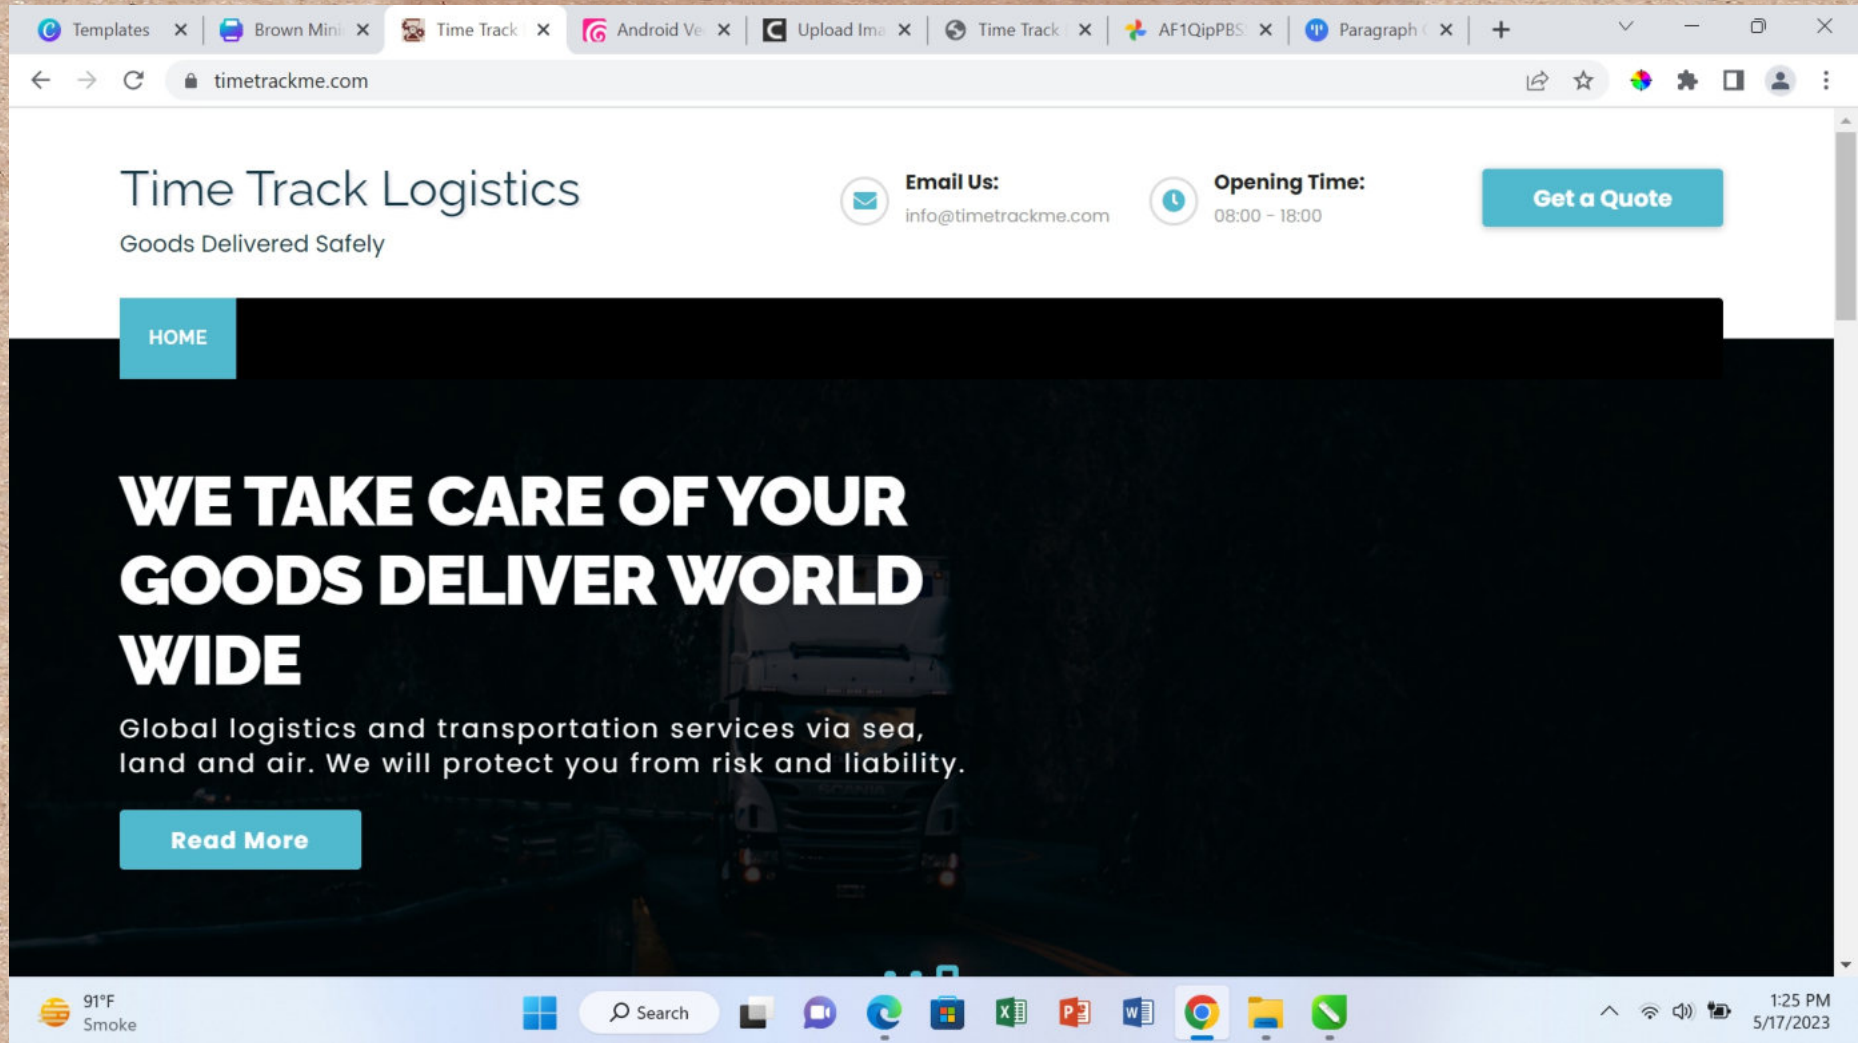 Templates
Brown Mini
Time Track
Android Ve
Upload Ima
Time Track
AF1QipPBS
Paragraph
timetrackme.com
Time Track Logistics
Goods Delivered Safely
Email Us:
info@timetrackme.com
Opening Time:
08:00 - 18:00
Get a Quote
HOME
WE TAKE CARE OF YOUR
GOODS DELIVER WORLD
WIDE
Global logistics and transportation services via sea,
land and air. We will protect you from risk and liability.
SCANIA
Read More
91°F
Smoke
Search
1:25 PM
5/17/2023